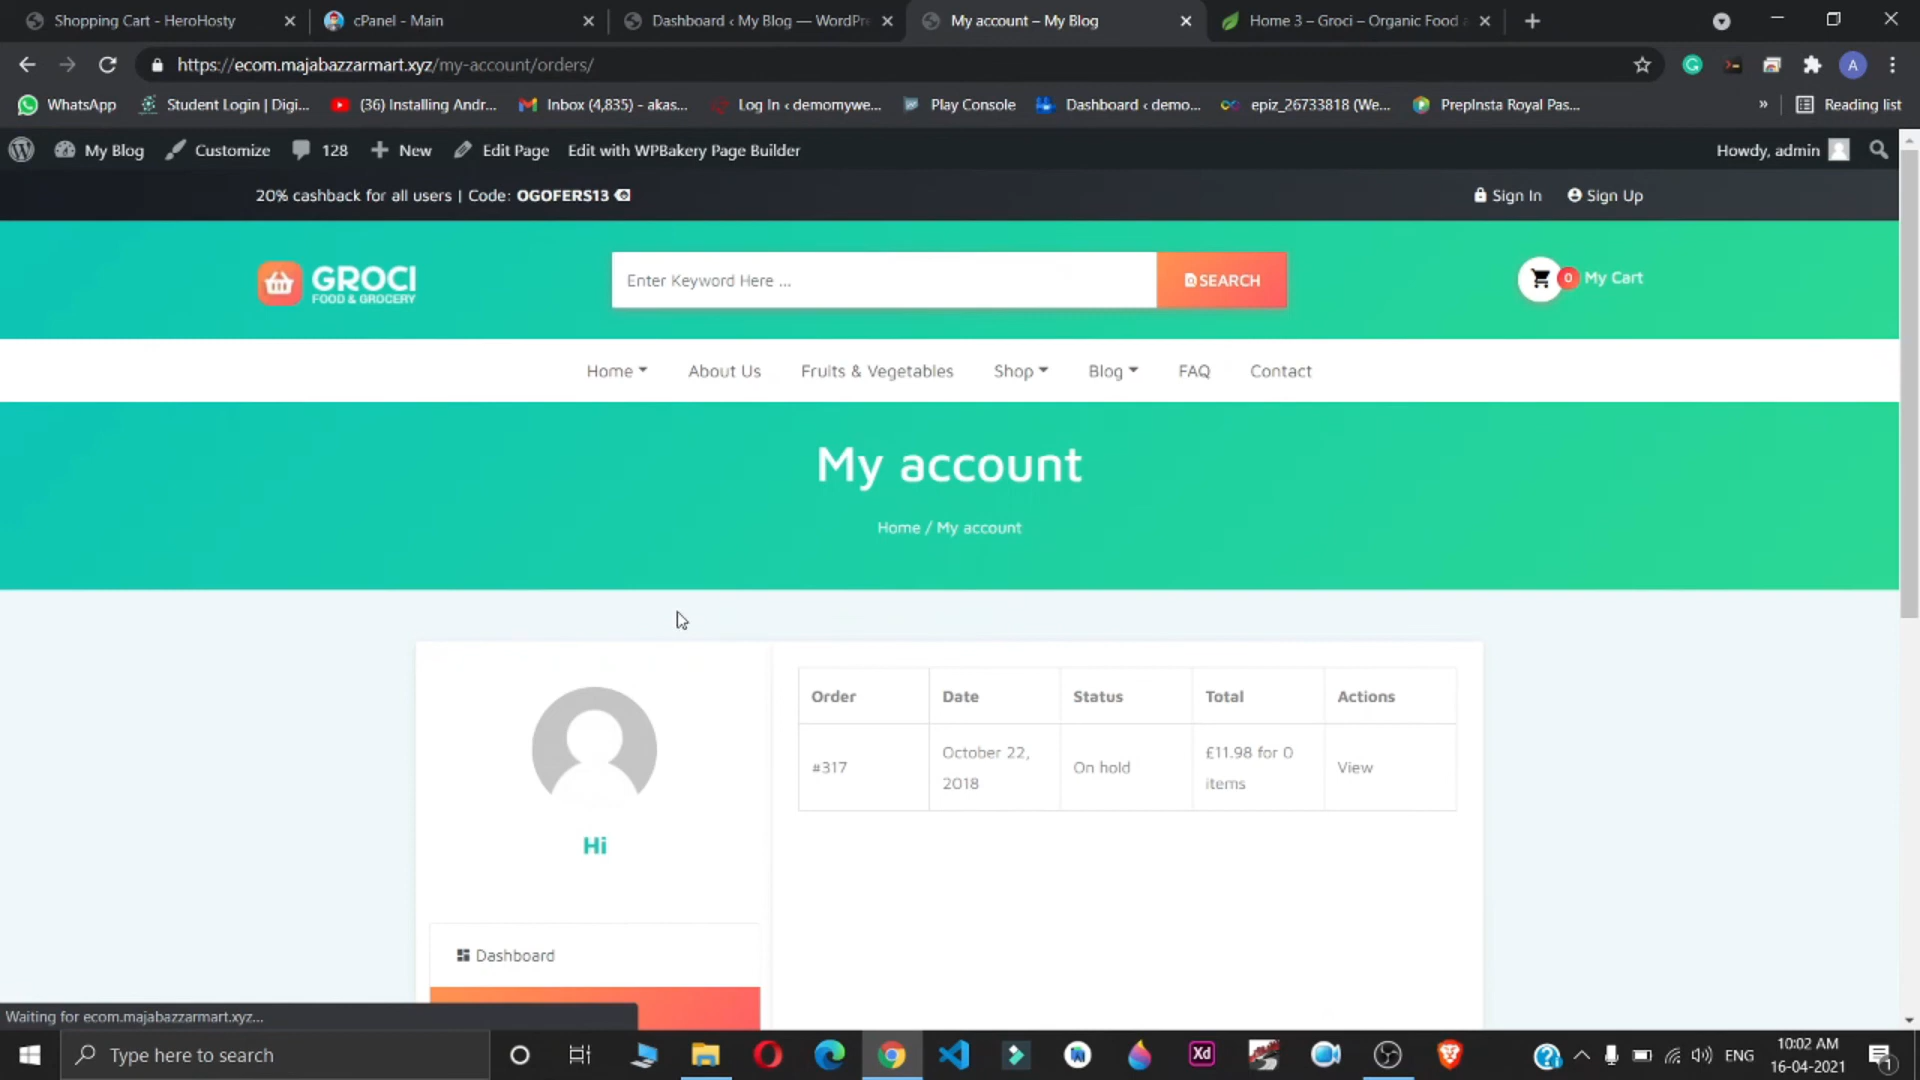 Shopping Cart - HeroHosty
cPanel - Main
Dashboard ‹ My Blog — WordPre
My account – My Blog
Home 3 – Groci – Organic Food a
https://ecom.majabazzarmart.xyz/my-account/orders/
A
WhatsApp
Student Login | Digi...
(36) Installing Andr...
Inbox (4,835) - akas...
Log In ‹ demomywe...
Play Console
Dashboard ‹ demo...
epiz_26733818 (We...
PrepInsta Royal Pas...
»
Reading list
My Blog
Customize
128
New
Edit Page
Edit with WPBakery Page Builder
Howdy, admin
20% cashback for all users | Code: OGOFERS13
Sign In
Sign Up
GROCI
FOOD & GROCERY
Enter Keyword Here ...
SEARCH
0
My Cart
Home
About Us
Fruits & Vegetables
Shop
Blog
FAQ
Contact
My account
Home / My account
Order
Date
Status
Total
Actions
#317
October 22,
2018
On hold
£11.98 for 0
items
View
Hi
Dashboard
Waiting for ecom.majabazzarmart.xyz...
Type here to search
Xd
ENG
10:02 AM
16-04-2021
1